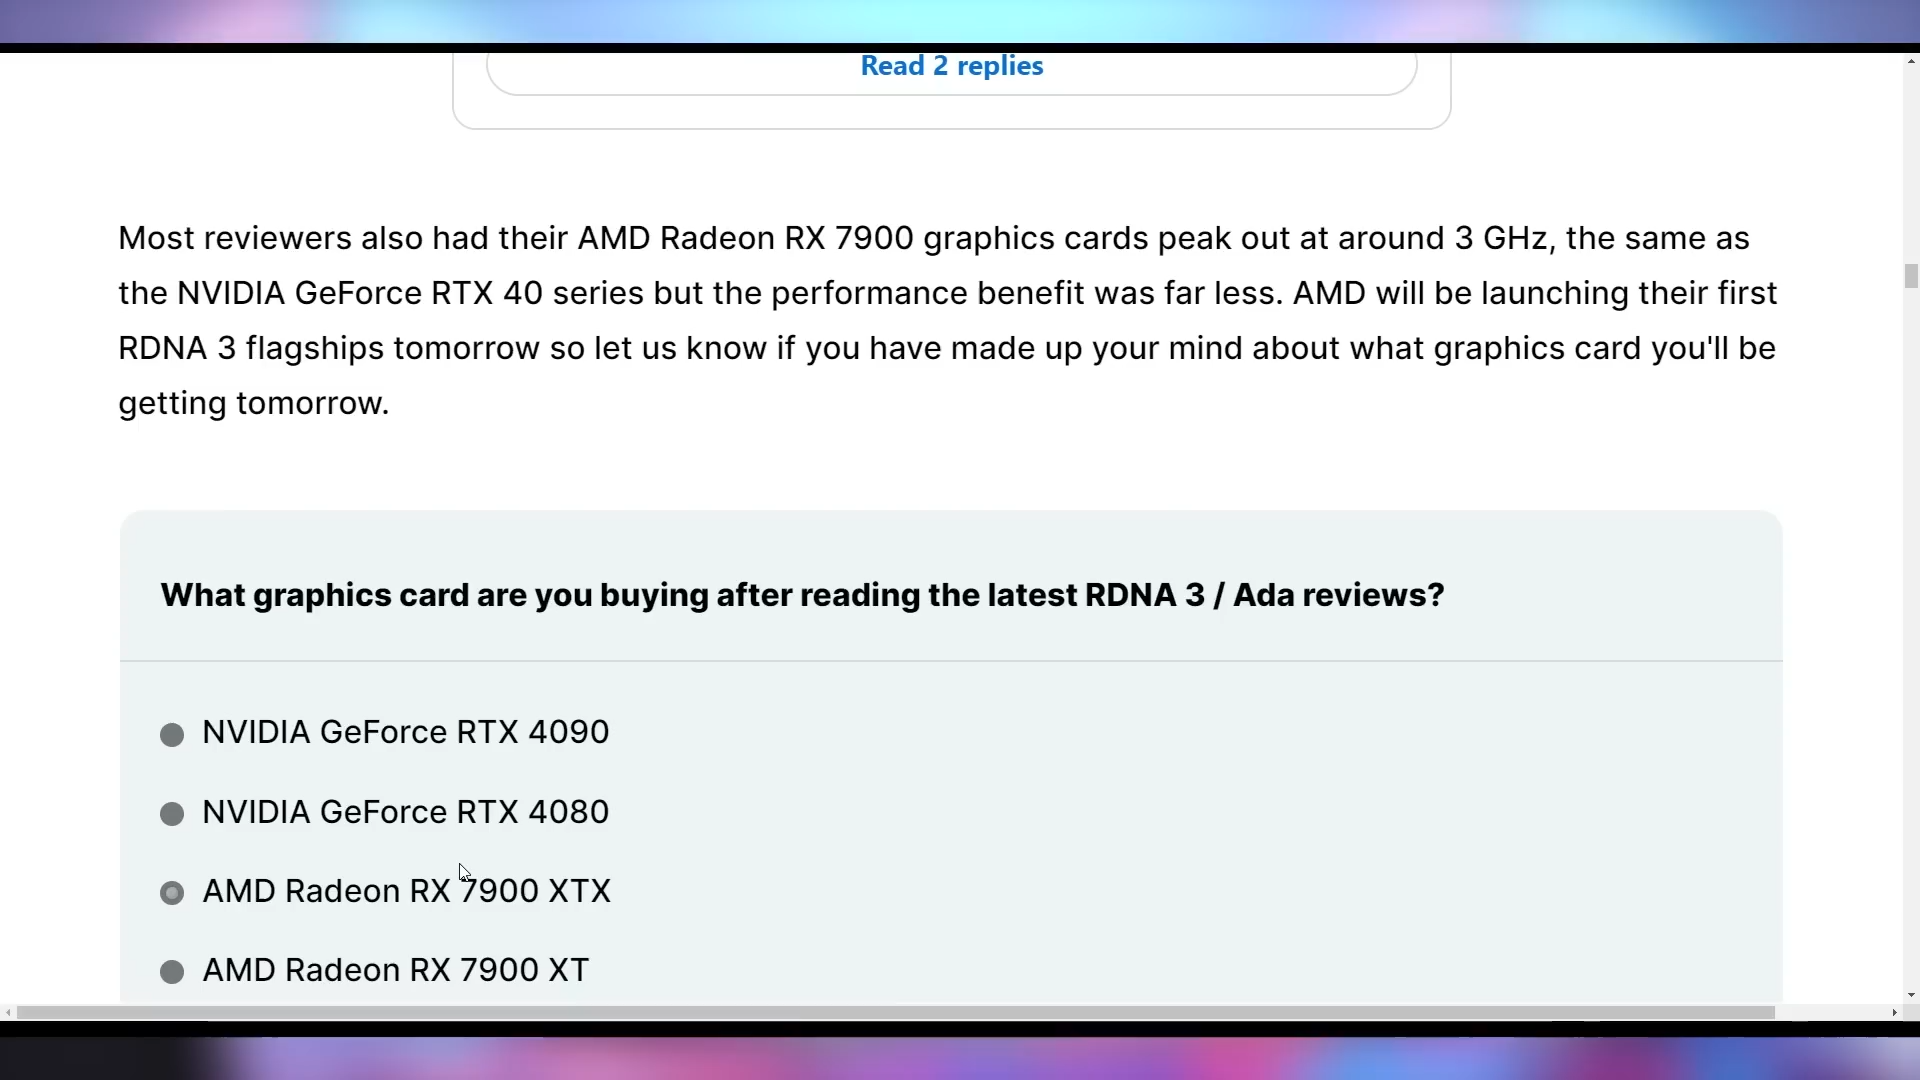 Read 2 replies
Most reviewers also had their AMD Radeon RX 7900 graphics cards peak out at around 3 GHz, the same as
the NVIDIA GeForce RTX 40 series but the performance benefit was far less. AMD will be launching their first
RDNA 3 flagships tomorrow so let us know if you have made up your mind about what graphics card you'll be
getting tomorrow.
What graphics card are you buying after reading the latest RDNA 3 / Ada reviews?
NVIDIA GeForce RTX 4090
NVIDIA GeForce RTX 4080
AMD Radeon RX 7900 XTX
AMD Radeon RX 7900 XT